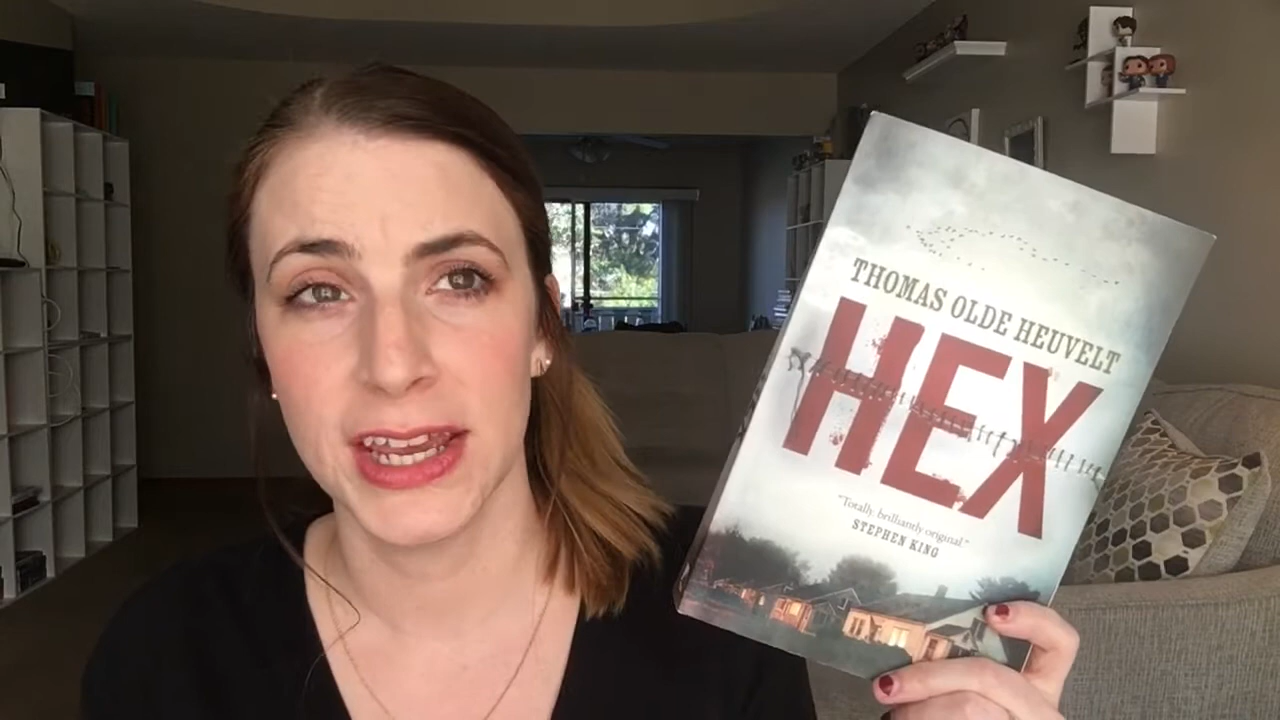 THOMAS OLDE HEUVELT
HEX
"Totally, brilliantly original."
STEPHEN KING